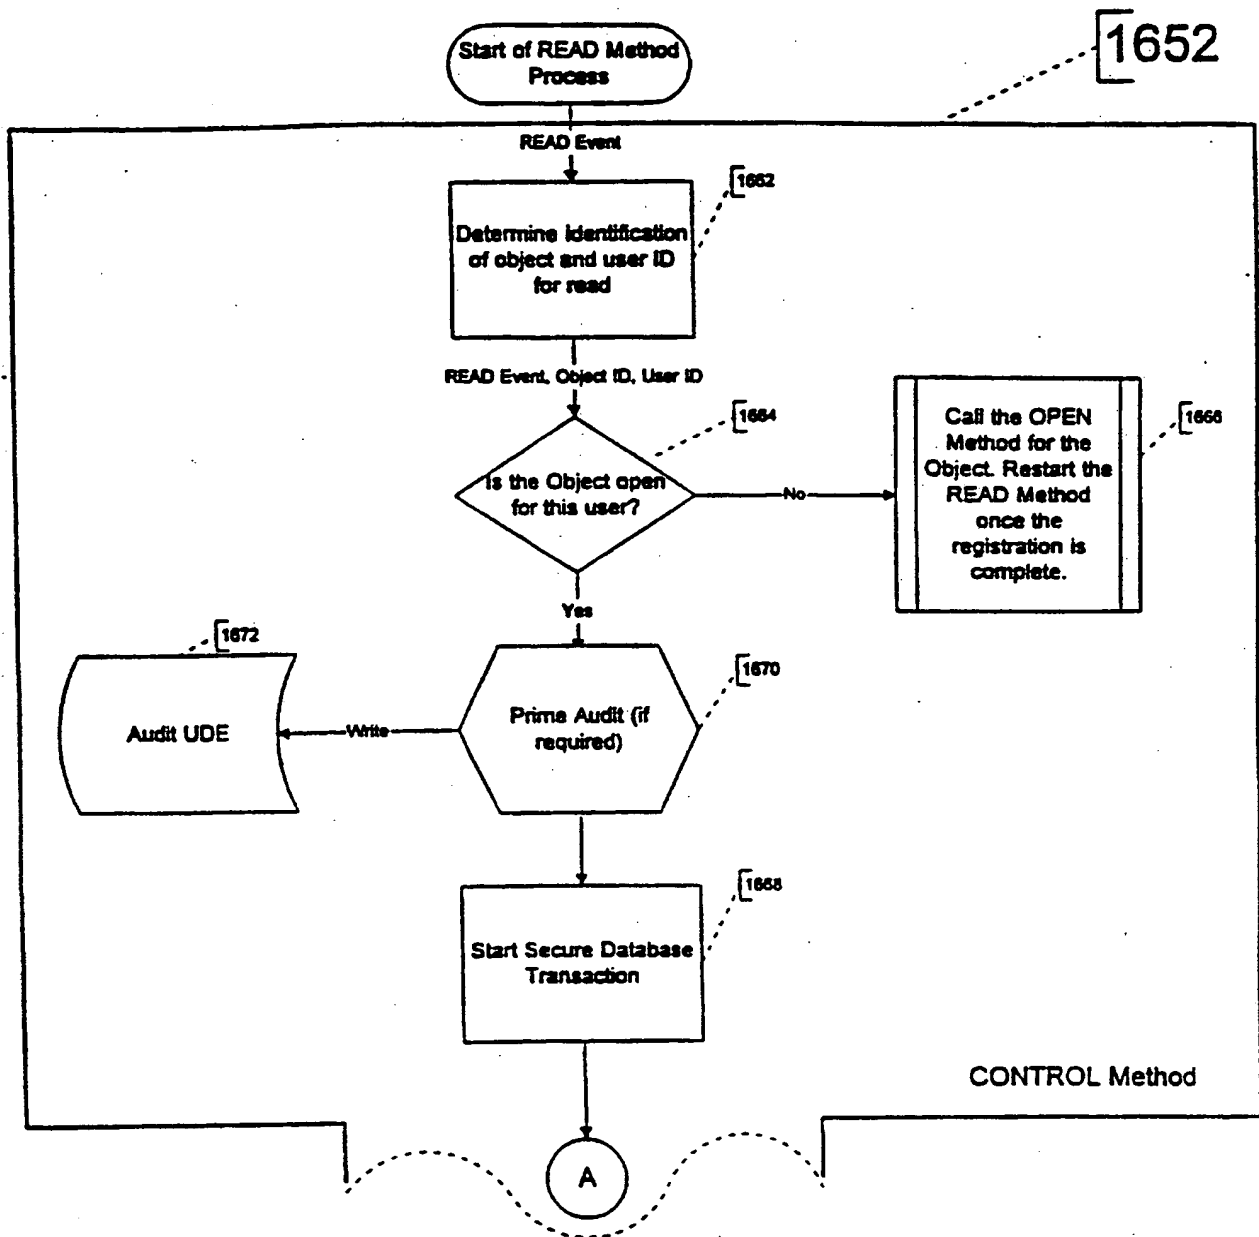 1652
Start of READ Method
Process
READ Event
1662
Determine identification
of object and user ID
for read
READ Event, Object ID, User ID
1664
Is the Object open
for this user?
No
Call the OPEN
Method for the
Object. Restart the
READ Method
once the
registration is
complete.
1666
Yes
1672
Audit UDE
Write
Prime Audit (if
required)
1670
1668
Start Secure Database
Transaction
CONTROL Method
A